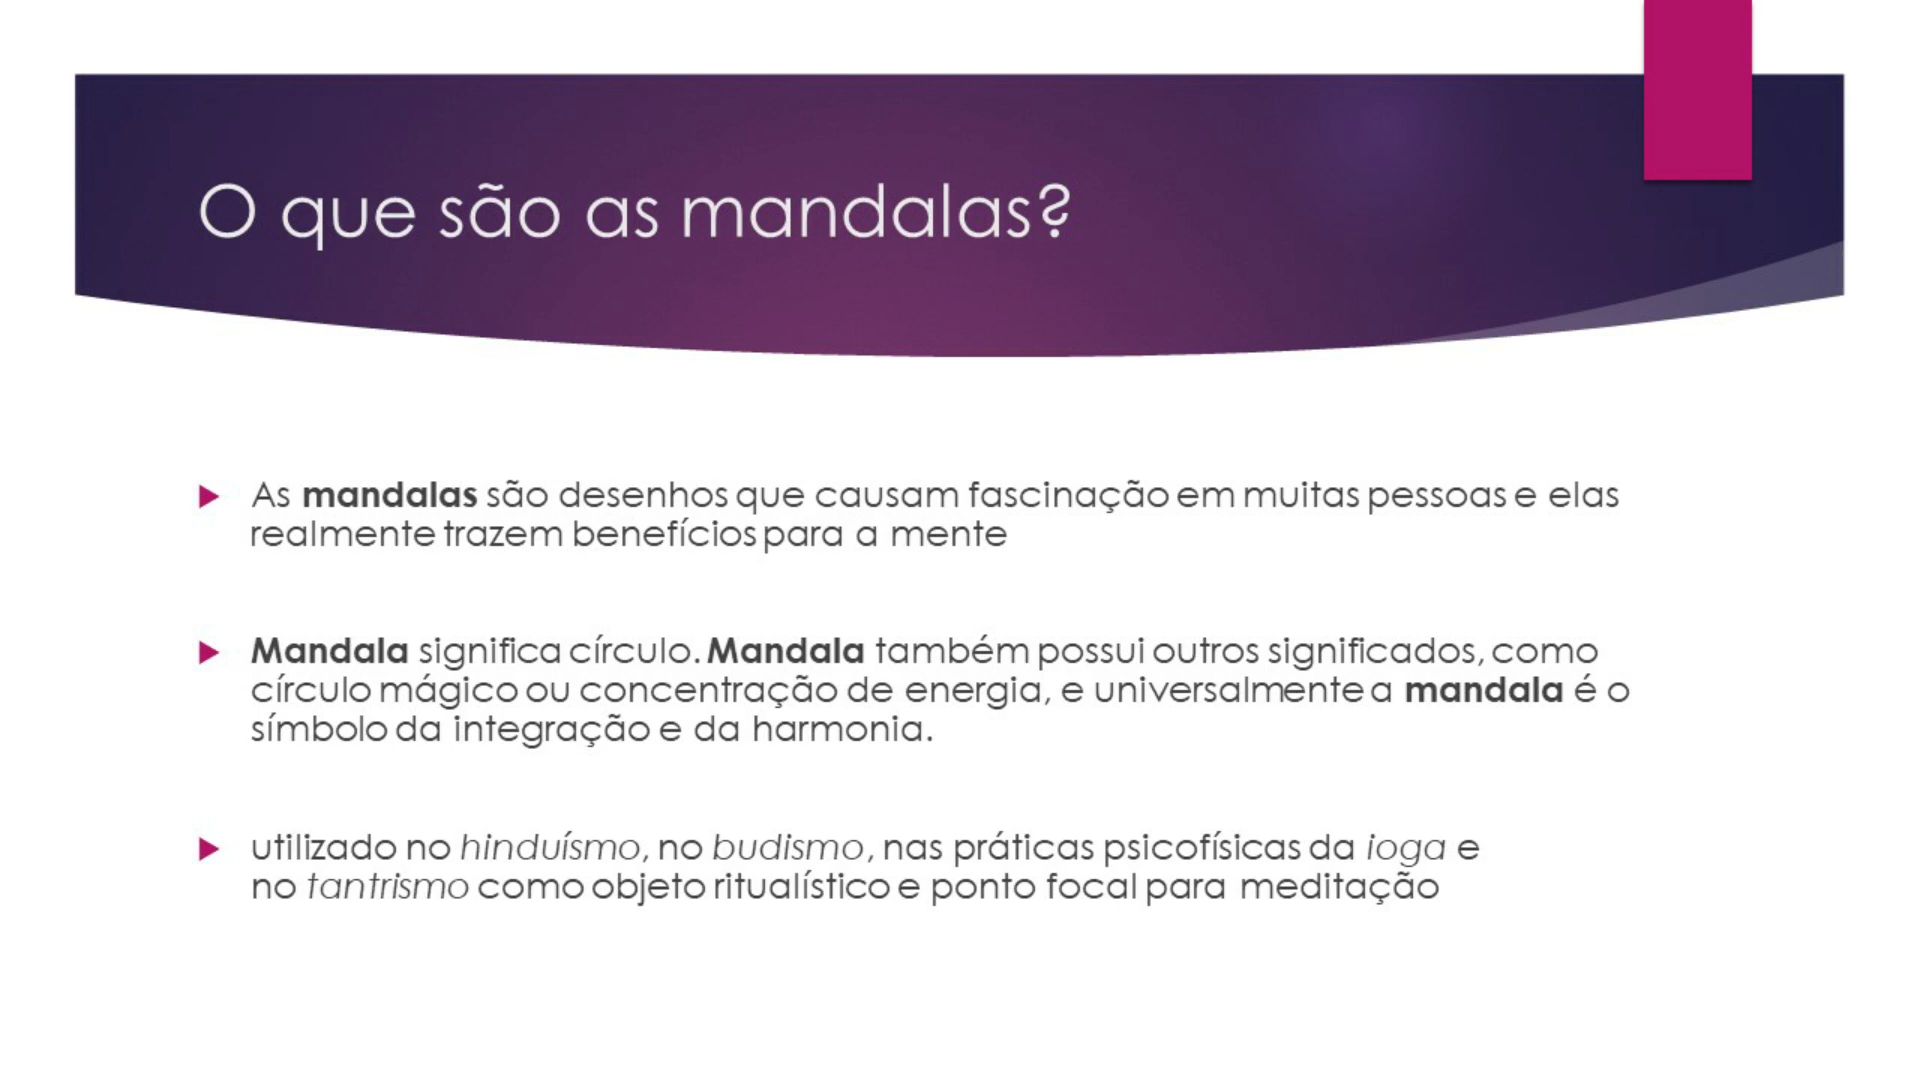 O que são as mandalas?
As mandalas são desenhos que causam fascinação em muitas pessoas e elas
realmente trazem benefícios para a mente
Mandala significa círculo. Mandala também possui outros significados, como
círculo mágico ou concentração de energia, e universalmente a mandala é o
símbolo da integração e da harmonia.
utilizado no hinduísmo, no budismo, nas práticas psicofísicas da ioga e
no tantrismo como objeto ritualístico e ponto focal para meditação